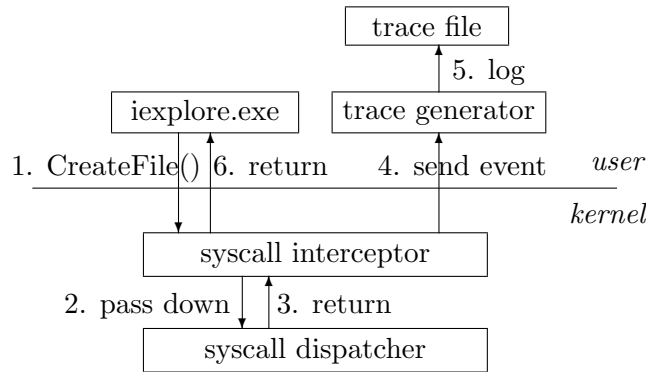 trace file
5. log
iexplore.exe
trace generator
1. CreateFile() 6. return
4. send event
user
kernel
syscall interceptor
2. pass down
3. return
syscall dispatcher